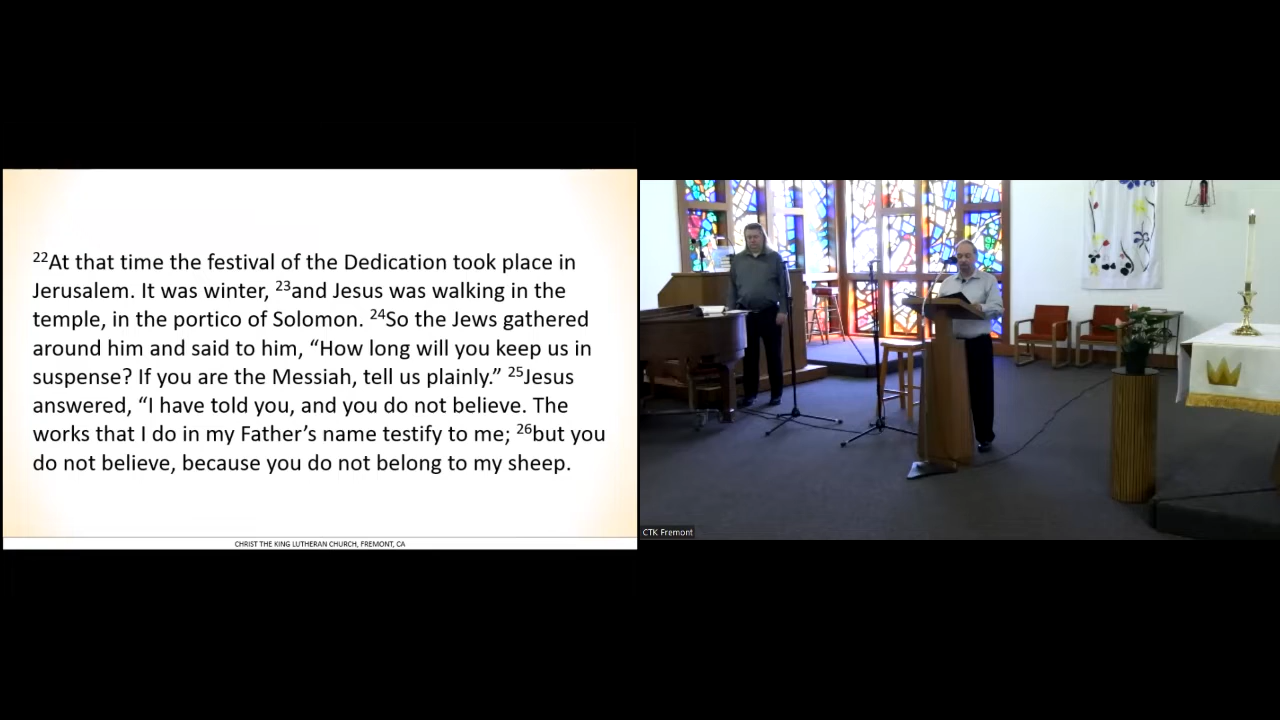 ²²At that time the festival of the Dedication took place in
Jerusalem. It was winter, ²³and Jesus was walking in the
temple, in the portico of Solomon. ²⁴So the Jews gathered
around him and said to him, “How long will you keep us in
suspense? If you are the Messiah, tell us plainly.” ²⁵Jesus
answered, “I have told you, and you do not believe. The
works that I do in my Father’s name testify to me; ²⁶but you
do not believe, because you do not belong to my sheep.
CHRIST THE KING LUTHERAN CHURCH, FREMONT, CA
CTK Fremont